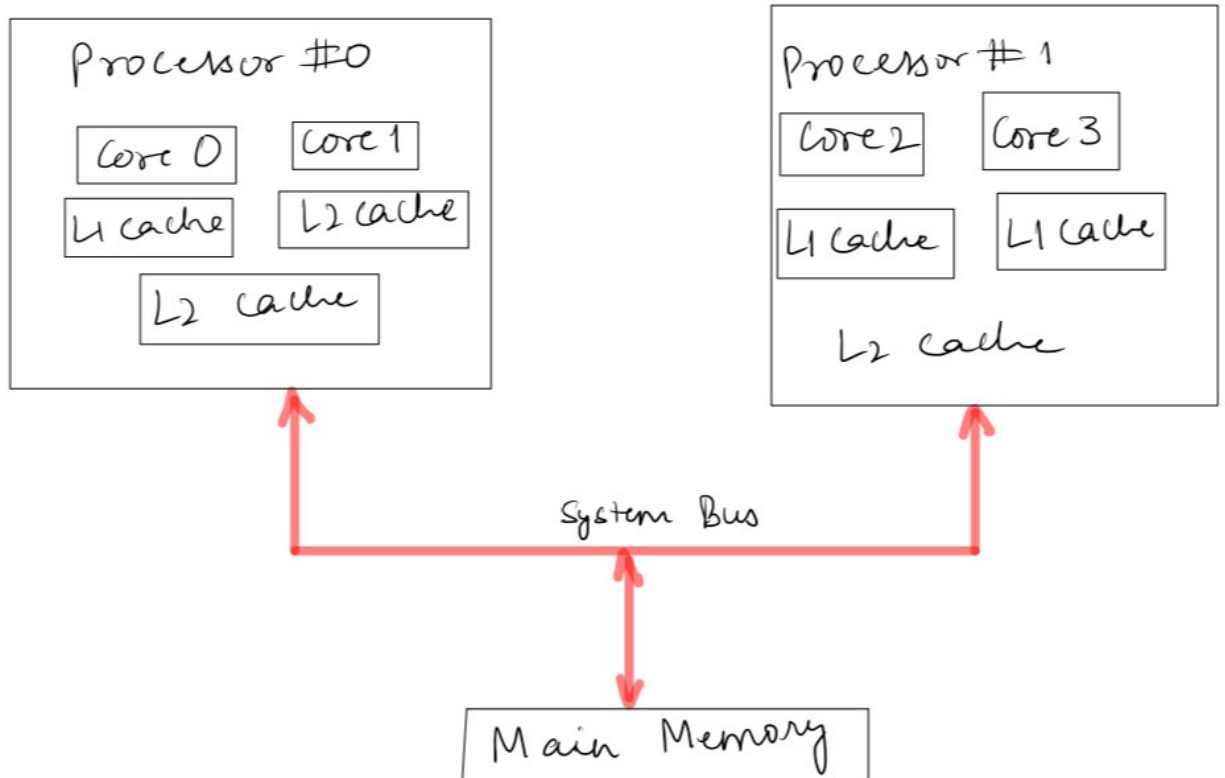 Processor #0
Core 0
Core 1
L1 cache
L2 cache
L2 cache
Processor #1
Core 2
Core 3
L1 cache
L1 cache
L2 cache
System Bus
Main Memory